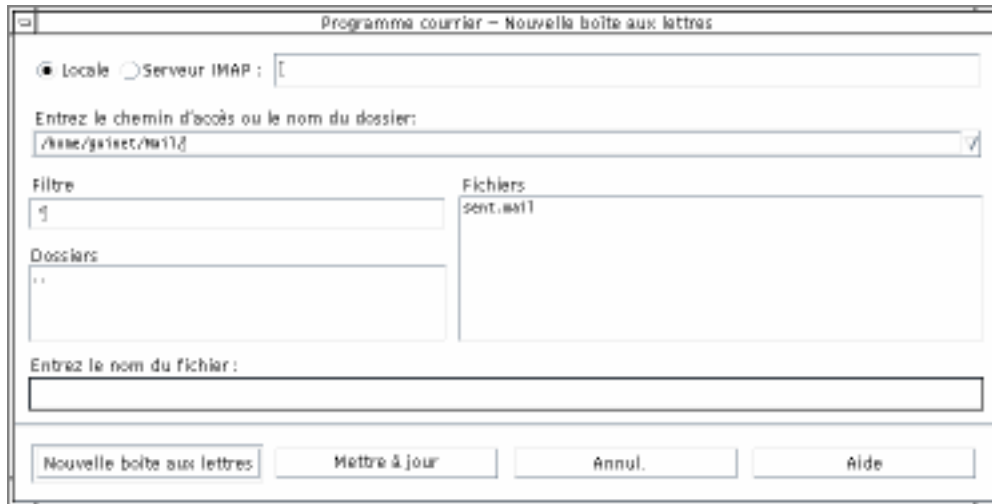 Programme courrier – Nouvelle boîte aux lettres
Locale Serveur IMAP :
Entrez le chemin d'accès ou le nom du dossier:
/home/guinet/Mail/
Filtre
*
Fichiers
sent.mail
Dossiers
..
Entrez le nom du fichier :
Nouvelle boîte aux lettres Mettre à jour Annul. Aide